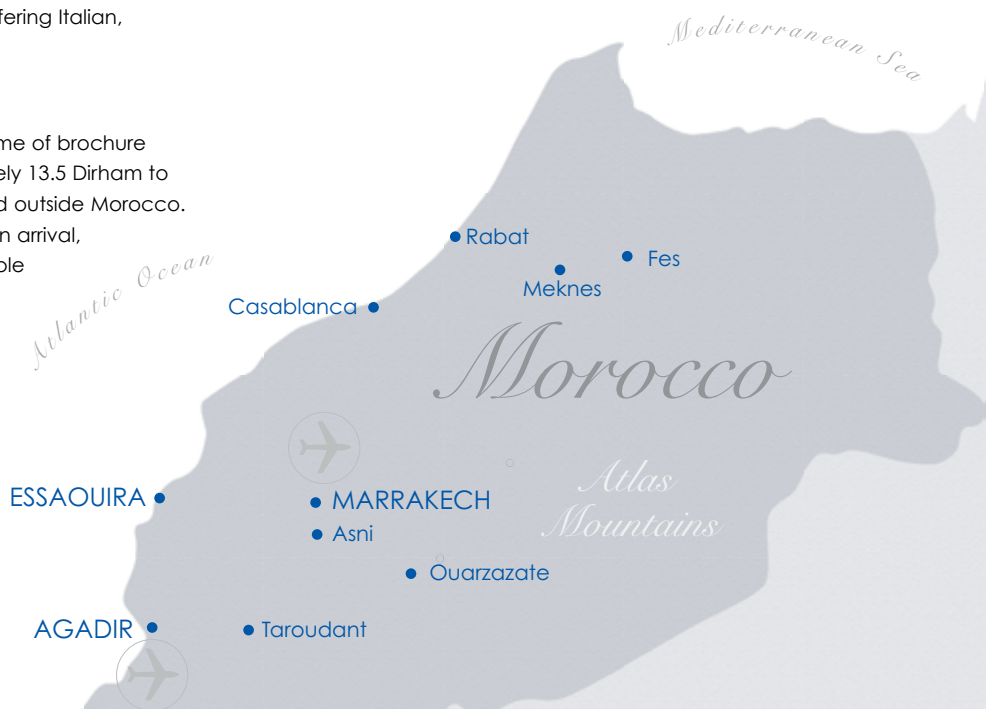 fering Italian,
me of brochure
ely 13.5 Dirham to
d outside Morocco.
n arrival,
ble
Mediterranean Sea
Atlantic Ocean
Rabat
Fes
Meknes
Casablanca
Morocco
Atlas
Mountains
ESSAOUIRA
MARRAKECH
Asni
Ouarzazate
AGADIR
Taroudant